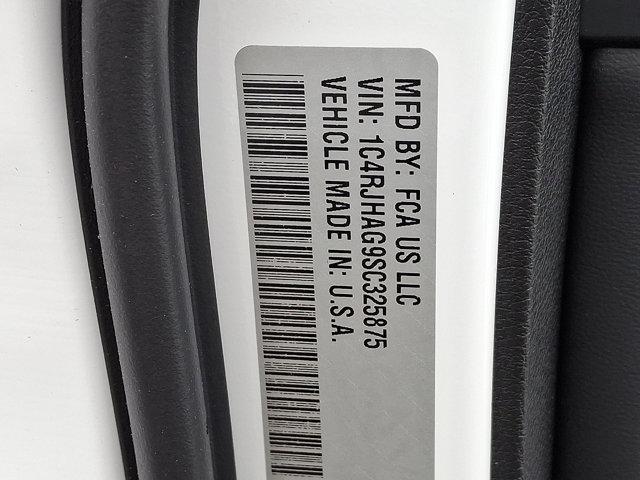 MFD BY: FCA US LLC
VIN: 1C4RJHAG9SC325875
VEHICLE MADE IN: U.S.A.